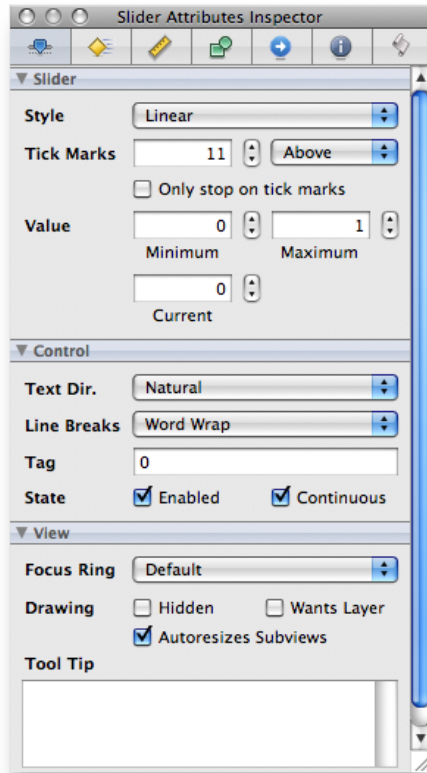 Slider Attributes Inspector
Slider
Style Linear
Tick Marks 11 Above
Only stop on tick marks
Value 0 1
Minimum Maximum
0
Current
Control
Text Dir. Natural
Line Breaks Word Wrap
Tag 0
State Enabled Continuous
View
Focus Ring Default
Drawing Hidden Wants Layer
Autoresizes Subviews
Tool Tip